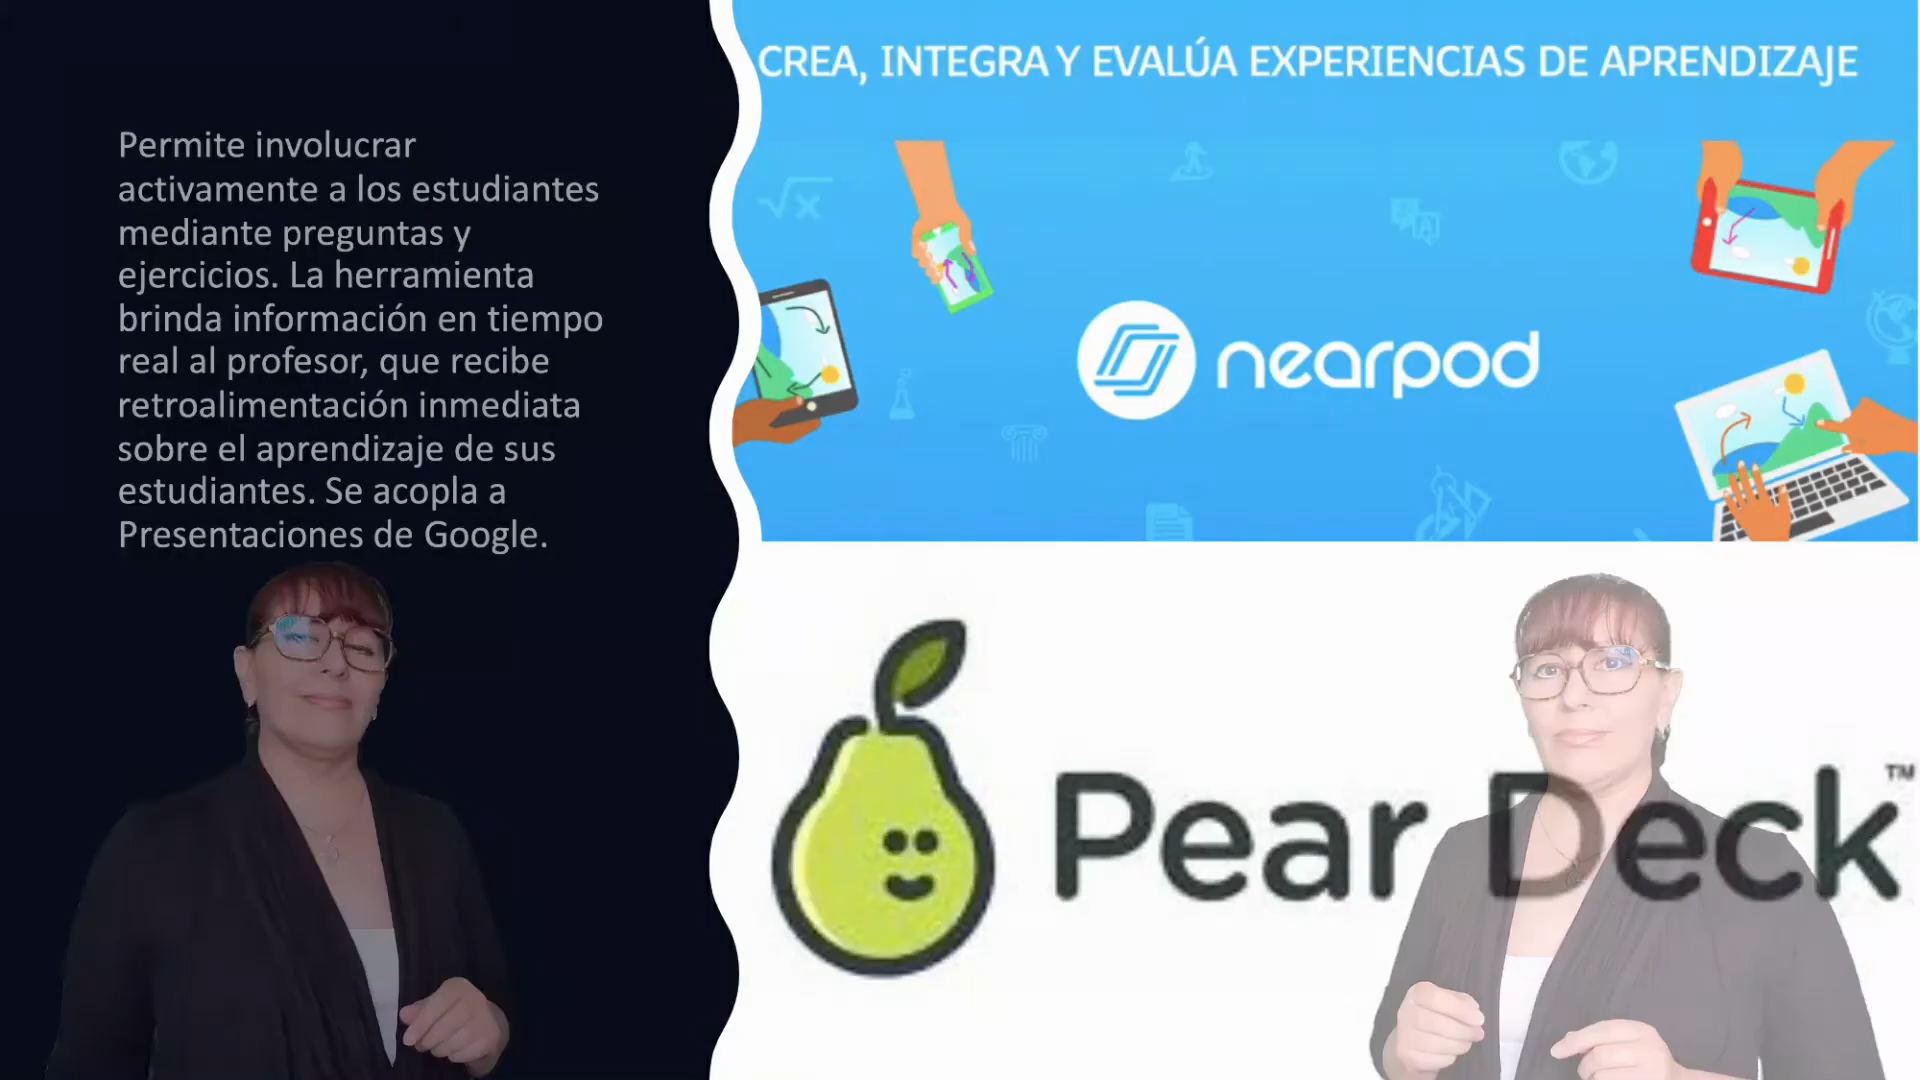 Permite involucrar
activamente a los estudiantes
mediante preguntas y
ejercicios. La herramienta
brinda información en tiempo
real al profesor, que recibe
retroalimentación inmediata
sobre el aprendizaje de sus
estudiantes. Se acopla a
Presentaciones de Google.
CREA, INTEGRA Y EVALÚA EXPERIENCIAS DE APRENDIZAJE
nearpod
Pear Deck™